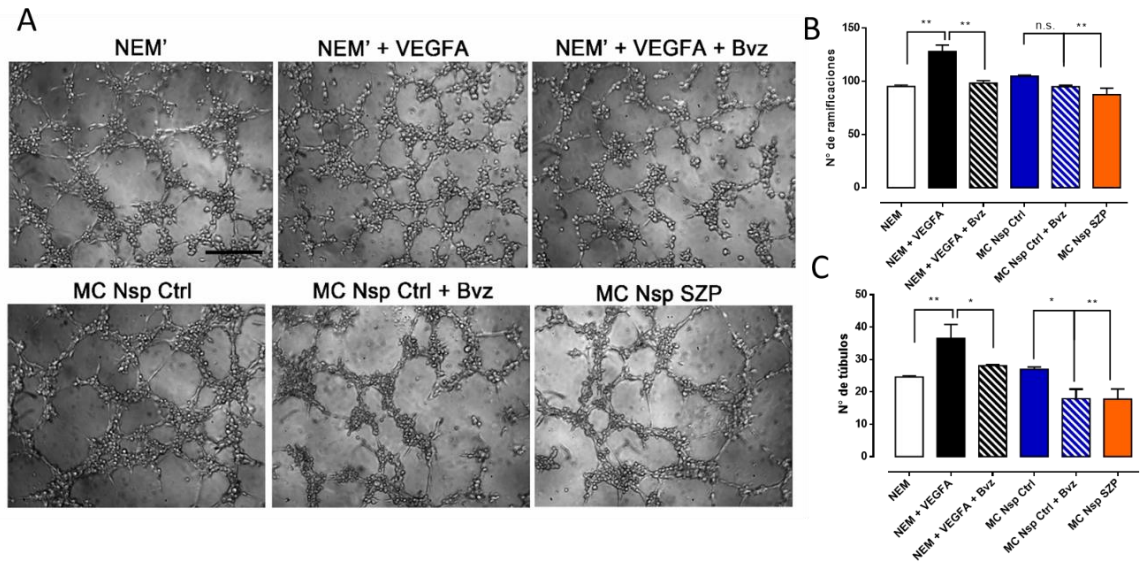 A
NEM'
NEM' + VEGFA
NEM' + VEGFA + Bvz
MC Nsp Ctrl
MC Nsp Ctrl + Bvz
MC Nsp SZP
B
150
100
50
0
N° de ramificaciones
**
**
n.s.
**
NEM
NEM + VEGFA
NEM + VEGFA + Bvz
MC Nsp Ctrl
MC Nsp Ctrl + Bvz
MC Nsp SZP
C
50
40
30
20
10
0
N° de túbulos
**
*
*
**
NEM
NEM + VEGFA
NEM + VEGFA + Bvz
MC Nsp Ctrl
MC Nsp Ctrl + Bvz
MC Nsp SZP